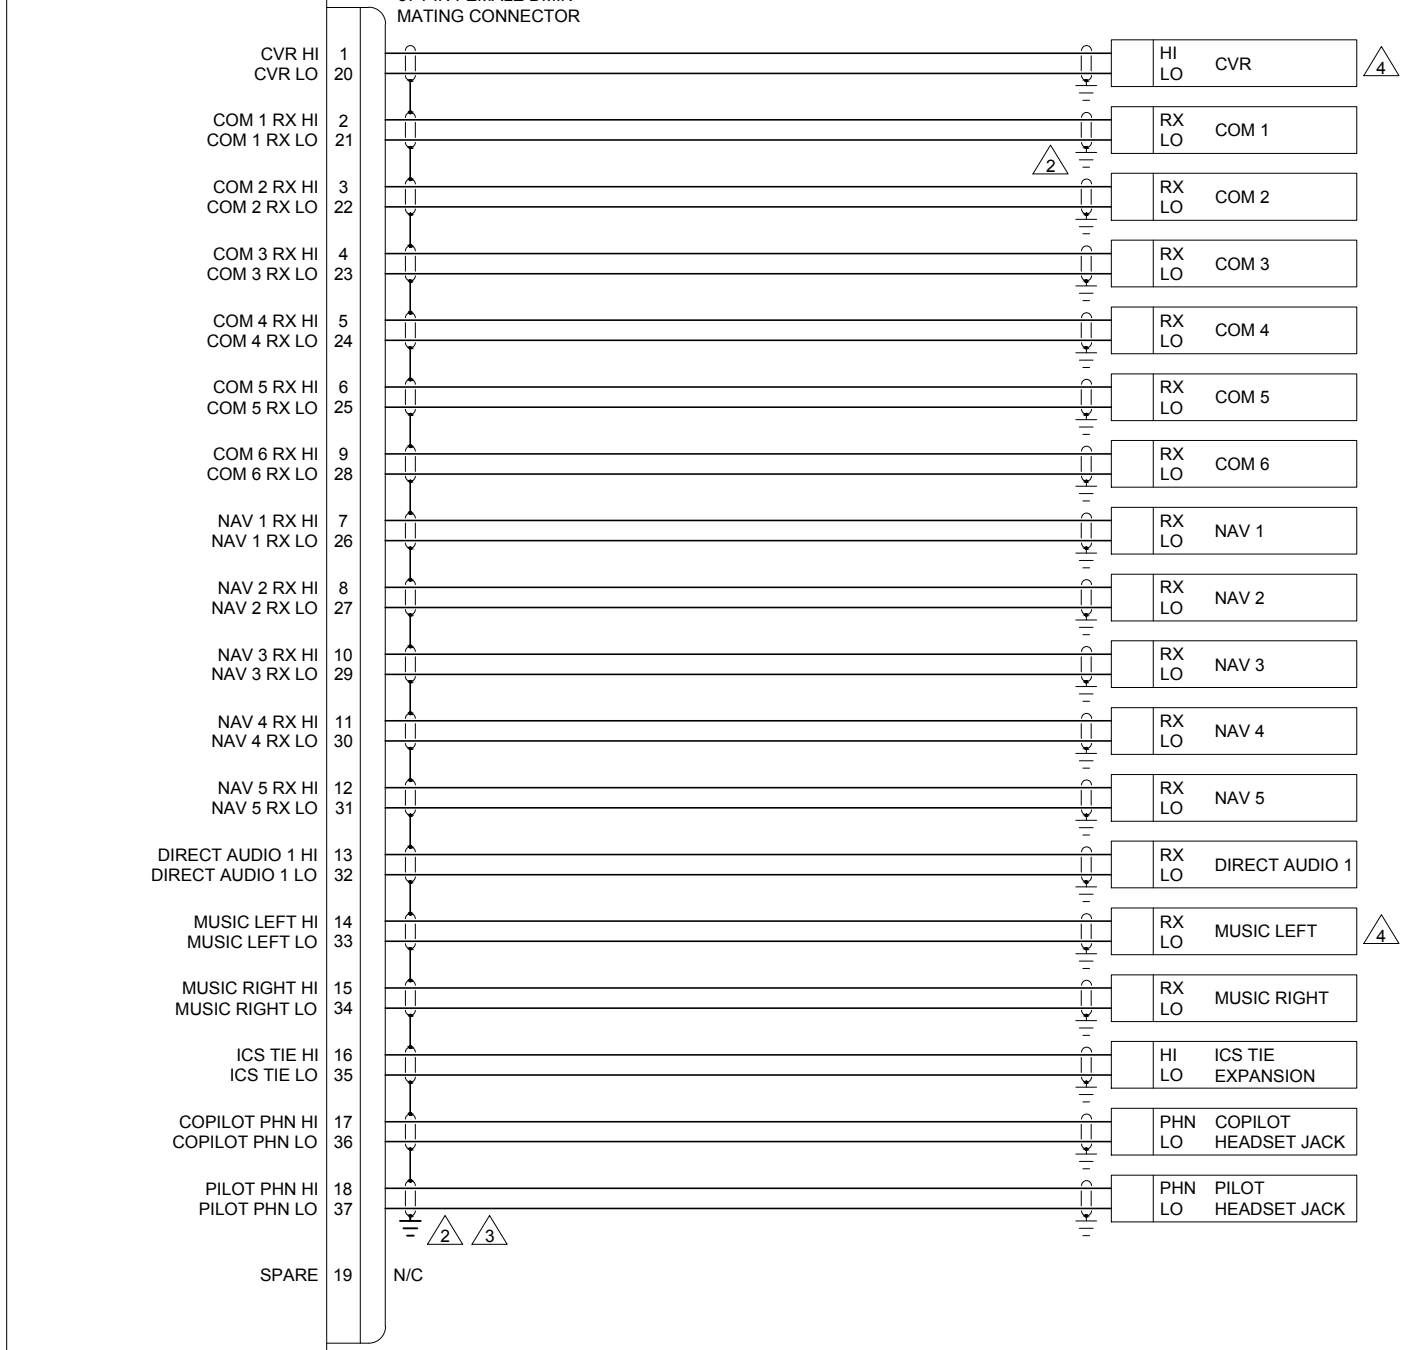 MATING CONNECTOR
CVR HI 1 HI CVR 4
CVR LO 20 LO
COM 1 RX HI 2 RX COM 1
COM 1 RX LO 21 LO
2
COM 2 RX HI 3 RX COM 2
COM 2 RX LO 22 LO
COM 3 RX HI 4 RX COM 3
COM 3 RX LO 23 LO
COM 4 RX HI 5 RX COM 4
COM 4 RX LO 24 LO
COM 5 RX HI 6 RX COM 5
COM 5 RX LO 25 LO
COM 6 RX HI 9 RX COM 6
COM 6 RX LO 28 LO
NAV 1 RX HI 7 RX NAV 1
NAV 1 RX LO 26 LO
NAV 2 RX HI 8 RX NAV 2
NAV 2 RX LO 27 LO
NAV 3 RX HI 10 RX NAV 3
NAV 3 RX LO 29 LO
NAV 4 RX HI 11 RX NAV 4
NAV 4 RX LO 30 LO
NAV 5 RX HI 12 RX NAV 5
NAV 5 RX LO 31 LO
DIRECT AUDIO 1 HI 13 RX DIRECT AUDIO 1
DIRECT AUDIO 1 LO 32 LO
MUSIC LEFT HI 14 RX MUSIC LEFT 4
MUSIC LEFT LO 33 LO
MUSIC RIGHT HI 15 RX MUSIC RIGHT
MUSIC RIGHT LO 34 LO
ICS TIE HI 16 HI ICS TIE
ICS TIE LO 35 LO EXPANSION
COPILOT PHN HI 17 PHN COPILOT
COPILOT PHN LO 36 LO HEADSET JACK
PILOT PHN HI 18 PHN PILOT
PILOT PHN LO 37 LO HEADSET JACK
2 3
SPARE 19 N/C